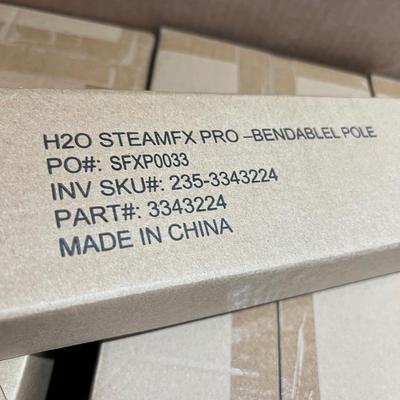 H2O STEAMFX PRO –BENDABLEL POLE
PO#: SFXP0033
INV SKU#: 235-3343224
PART#: 3343224
MADE IN CHINA